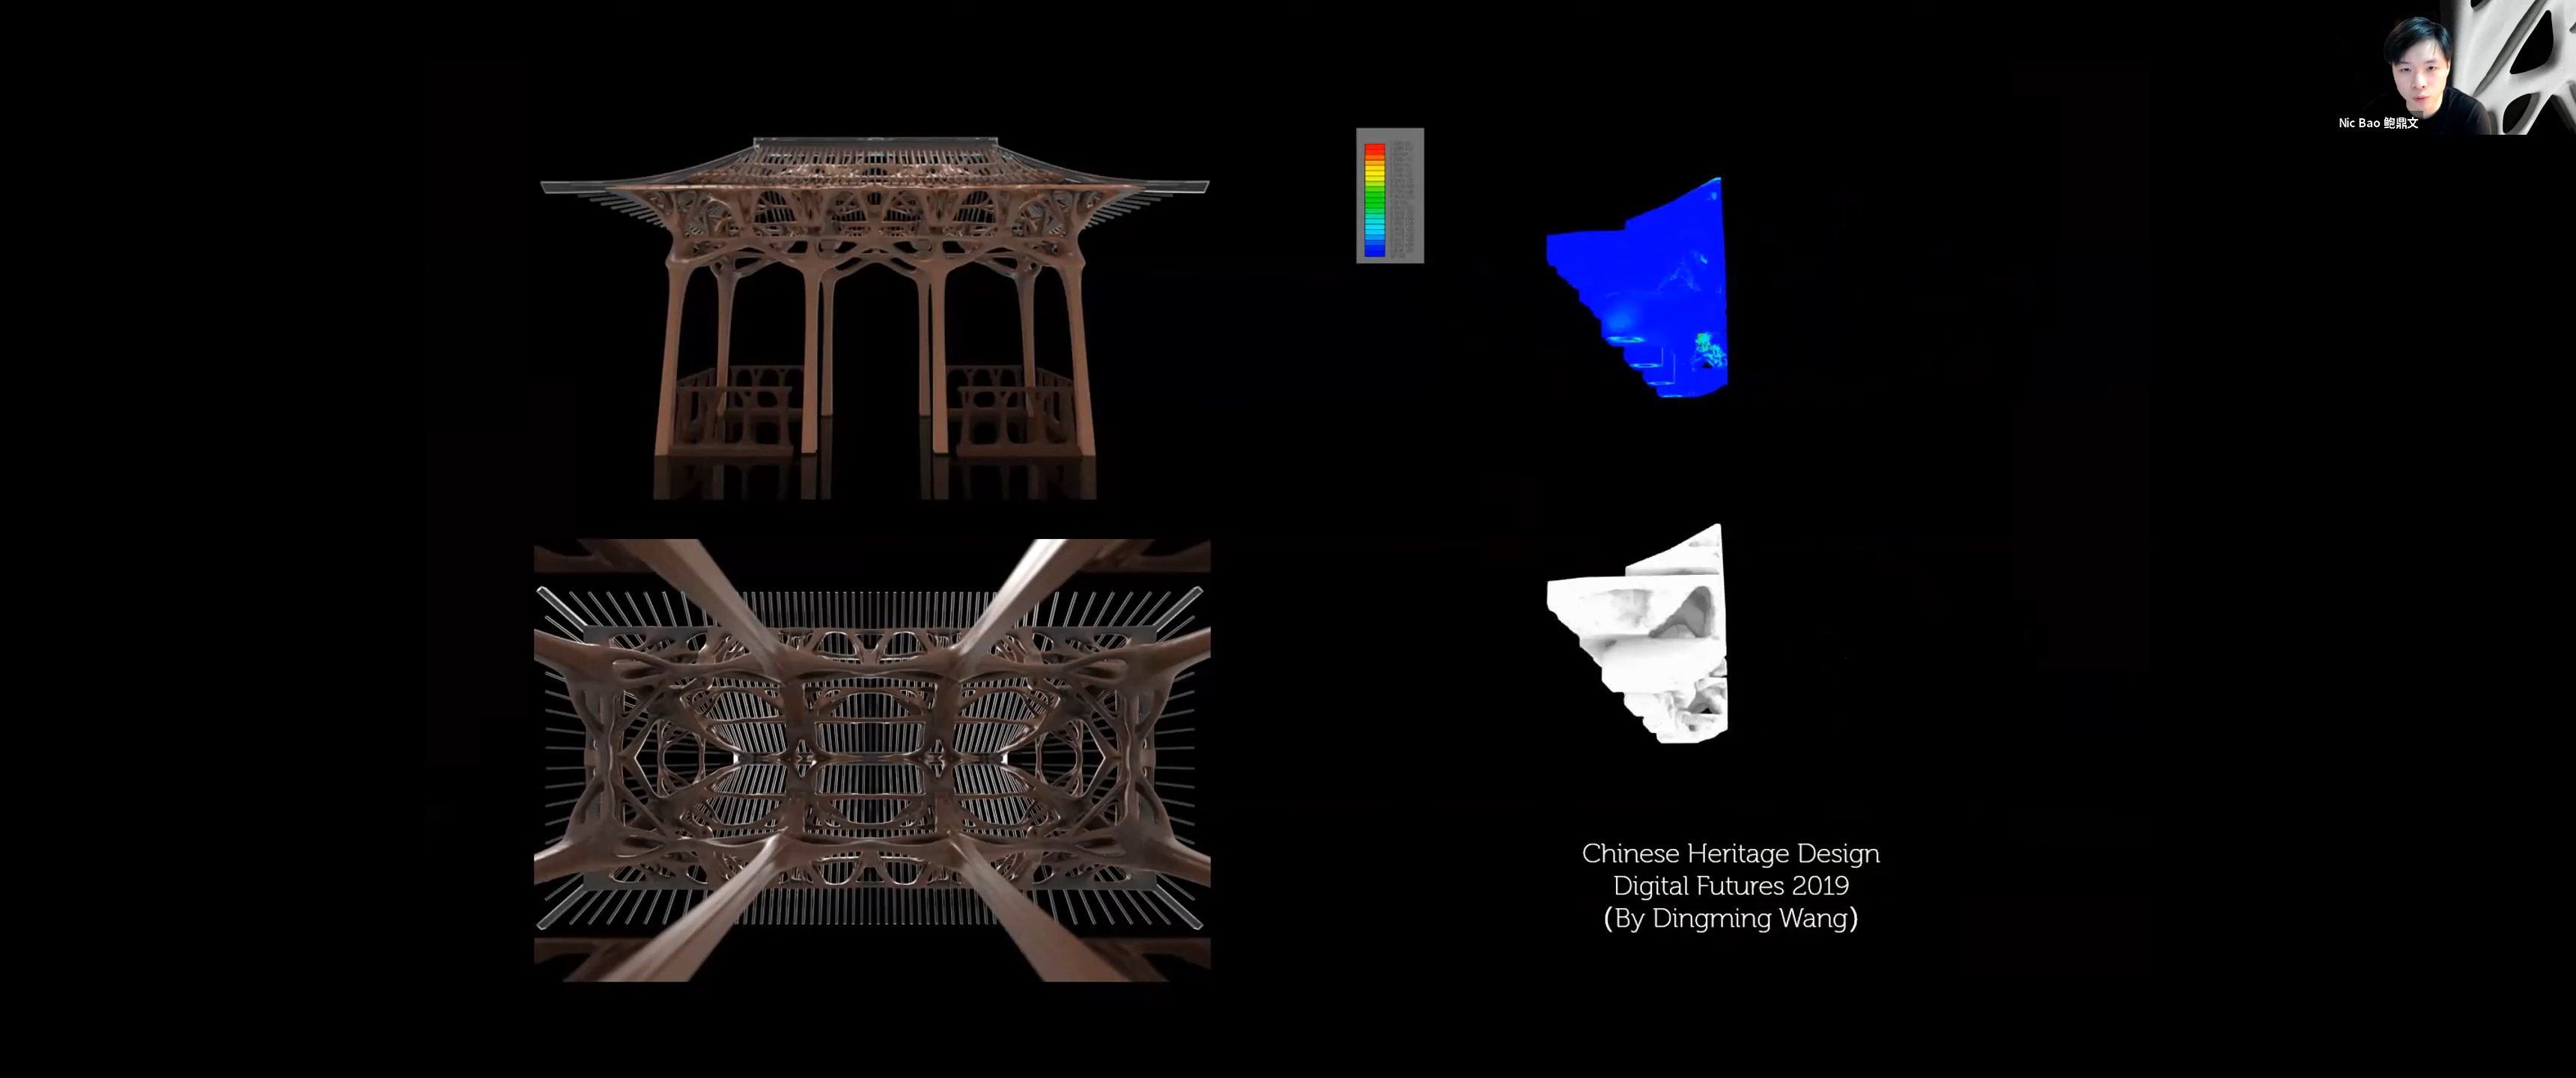 Nic Bao 鲍鼎文
Chinese Heritage Design
Digital Futures 2019
(By Dingming Wang)